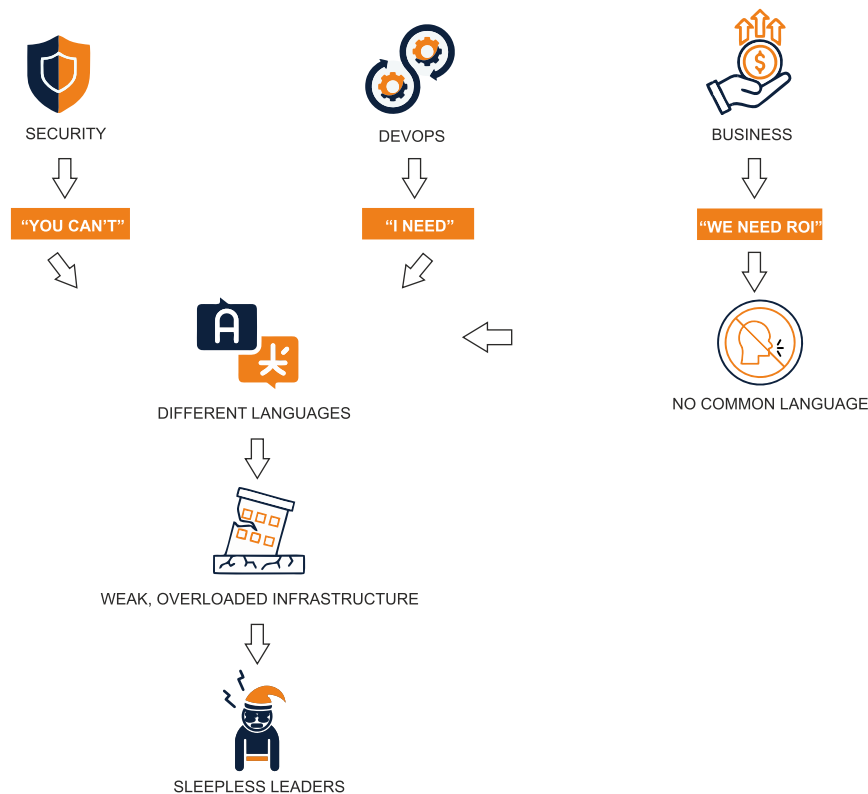 SECURITY
DEVOPS
BUSINESS
“YOU CAN’T”
“I NEED”
“WE NEED ROI”
A
$
DIFFERENT LANGUAGES
NO COMMON LANGUAGE
WEAK, OVERLOADED INFRASTRUCTURE
SLEEPLESS LEADERS